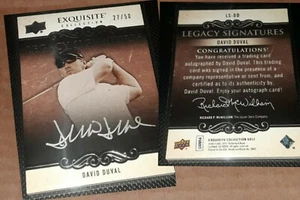 EXQUISITE
COLLECTION
27/50
DAVID DUVAL
LS-DD
LEGACY SIGNATURES
DAVID DUVAL
CONGRATULATIONS!
You have received a trading card
autographed by David Duval. This trading
card was signed in the presence of a
company representative or sent from, and
certified as to its authenticity by
David Duval. Enjoy your autograph card!
Richard McWilliam